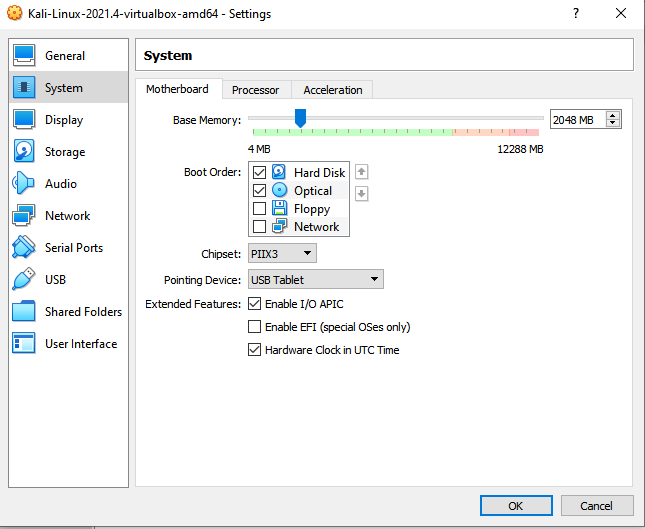 Kali-Linux-2021.4-virtualbox-amd64 - Settings
General
System
Display
Storage
Audio
Network
Serial Ports
USB
Shared Folders
User Interface
System
Motherboard Processor Acceleration
Base Memory: 2048 MB
4 MB 12288 MB
Boot Order: Hard Disk
Optical
Floppy
Network
Chipset: PIIX3
Pointing Device: USB Tablet
Extended Features: Enable I/O APIC
Enable EFI (special OSes only)
Hardware Clock in UTC Time
OK Cancel